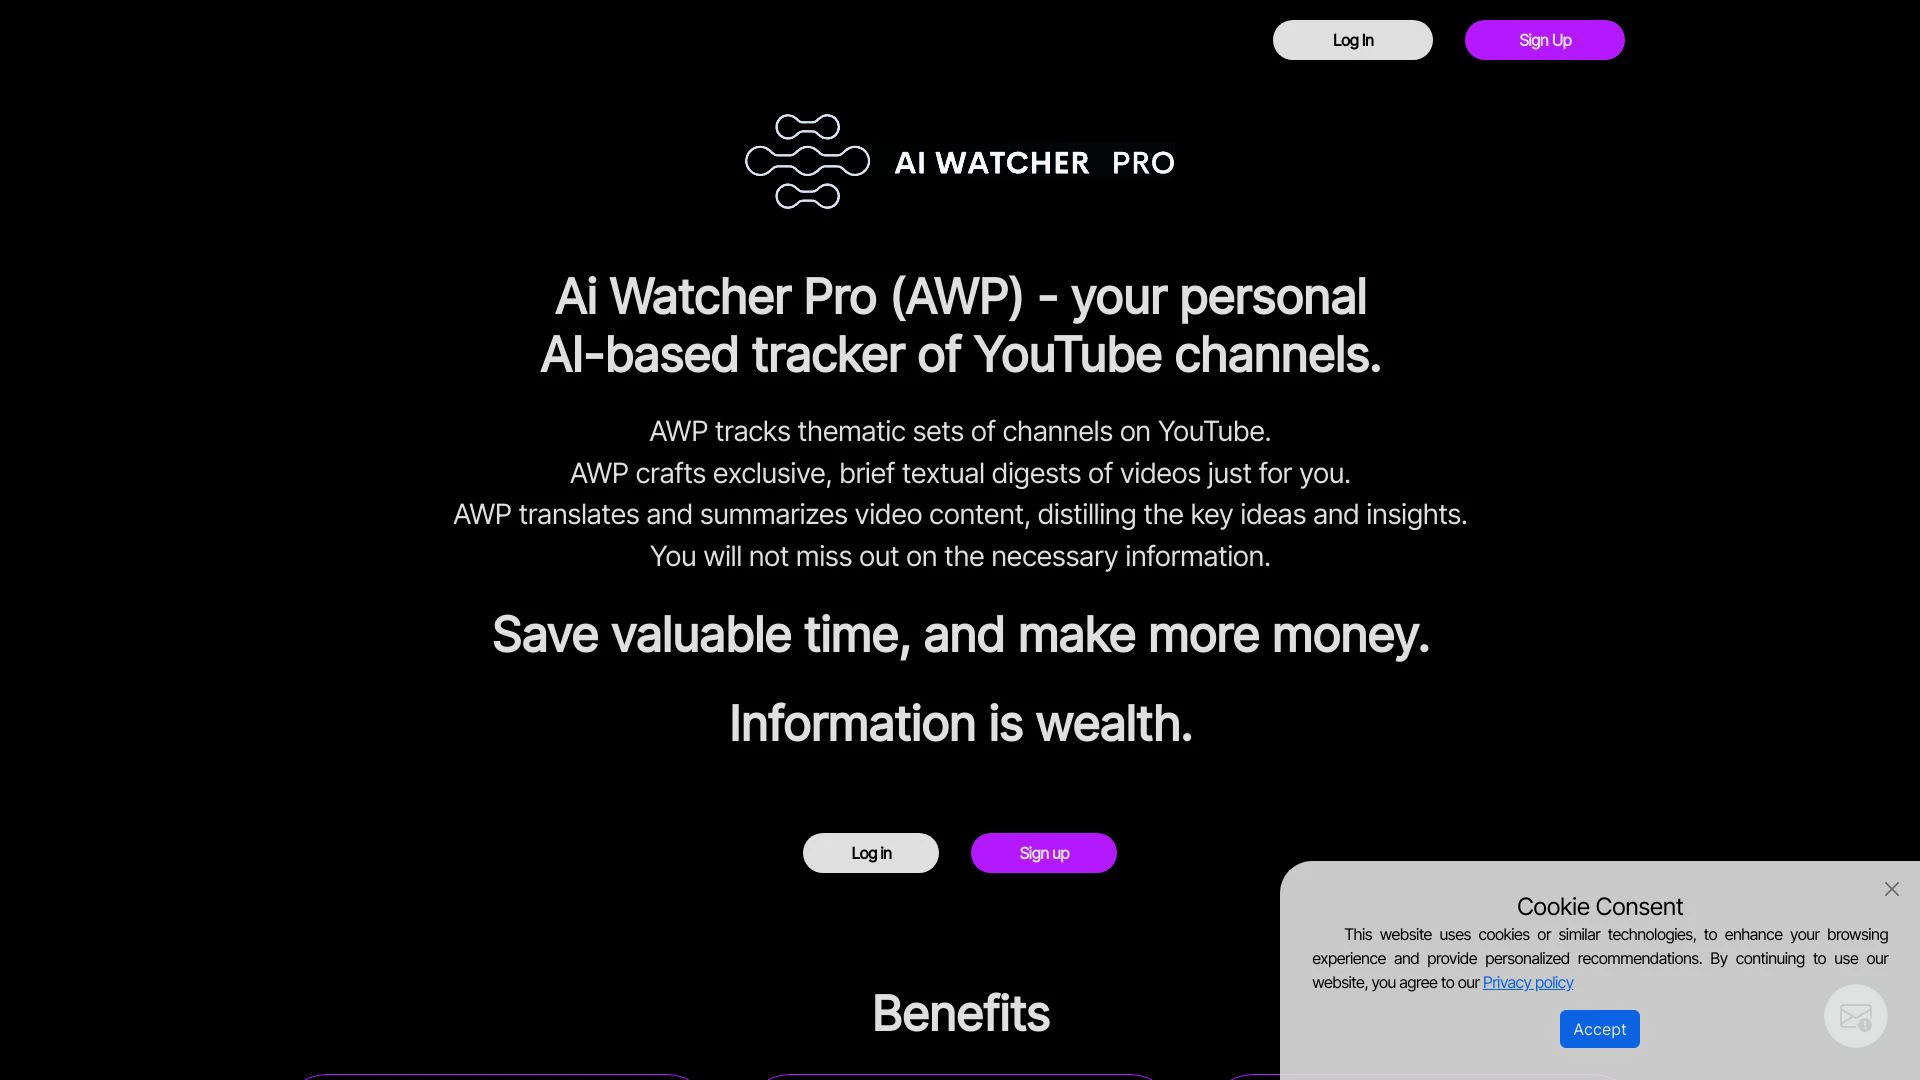 Log In
Sign Up
AI WATCHER PRO
Ai Watcher Pro (AWP) - your personal
AI-based tracker of YouTube channels.
AWP tracks thematic sets of channels on YouTube.
AWP crafts exclusive, brief textual digests of videos just for you.
AWP translates and summarizes video content, distilling the key ideas and insights.
You will not miss out on the necessary information.
Save valuable time, and make more money.
Information is wealth.
Log in
Sign up
Cookie Consent
This website uses cookies or similar technologies, to enhance your browsing
experience and provide personalized recommendations. By continuing to use our
website, you agree to our Privacy policy
Accept
Benefits